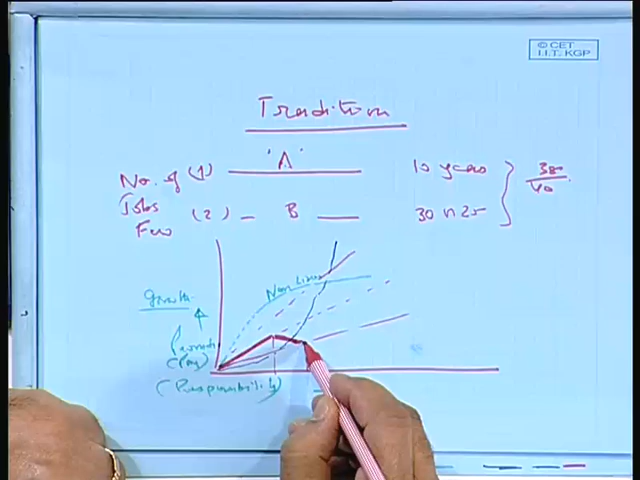 © CET
I.I.T. KGP
Tradition
'A'
No. of (1)
10 years
Jobs (2) B
Few
30 25
Non Linear
Growth
(Pay)
(Responsibility)